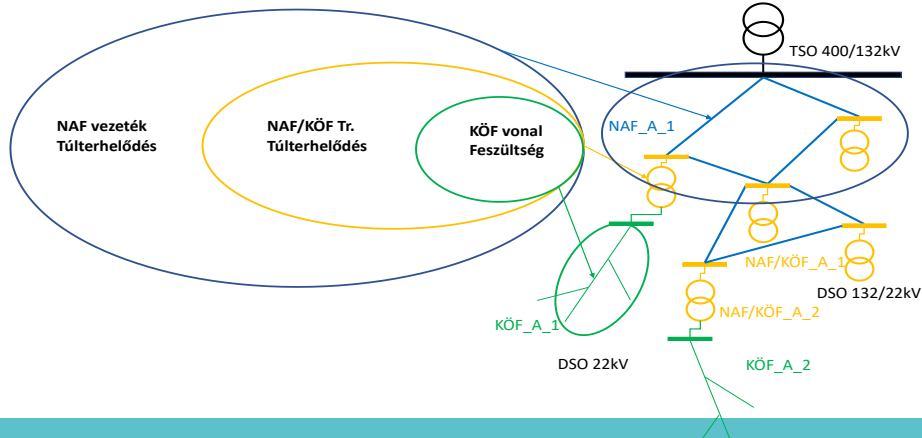 TSO 400/132kV
NAF vezeték
Túlterhelődés
NAF/KÖF Tr.
Túlterhelődés
KÖF vonal
Feszültség
NAF_A_1
NAF/KÖF_A_1
DSO 132/22kV
NAF/KÖF_A_2
KÖF_A_1
DSO 22kV
KÖF_A_2